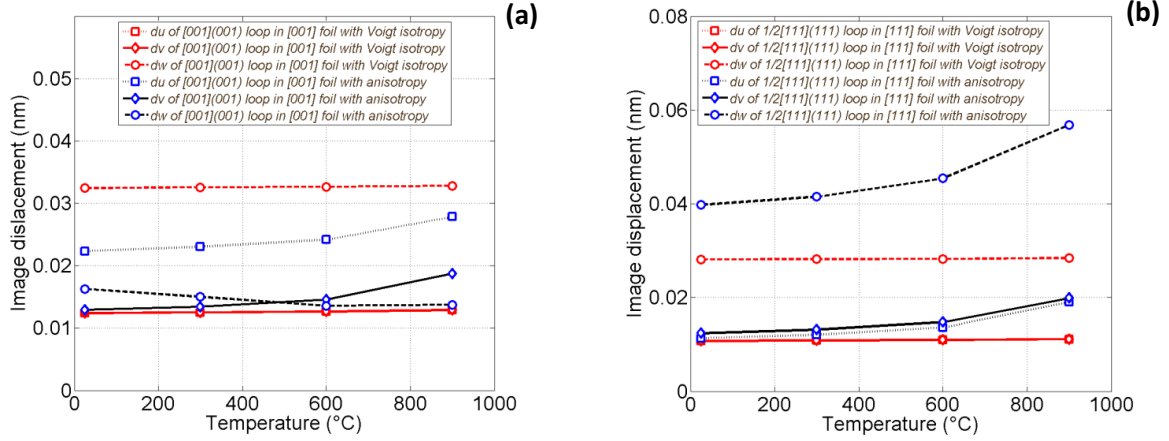 (a)
du of [001](001) loop in [001] foil with Voigt isotropy
dv of [001](001) loop in [001] foil with Voigt isotropy
dw of [001](001) loop in [001] foil with Voigt isotropy
du of [001](001) loop in [001] foil with anisotropy
dv of [001](001) loop in [001] foil with anisotropy
dw of [001](001) loop in [001] foil with anisotropy
Image displacement (nm)
0.05
0.04
0.03
0.02
0.01
0
0 200 400 600 800 1000
Temperature (°C)
(b)
du of 1/2[111](111) loop in [111] foil with Voigt isotropy
dv of 1/2[111](111) loop in [111] foil with Voigt isotropy
dw of 1/2[111](111) loop in [111] foil with Voigt isotropy
du of 1/2[111](111) loop in [111] foil with anisotropy
dv of 1/2[111](111) loop in [111] foil with anisotropy
dw of 1/2[111](111) loop in [111] foil with anisotropy
Image displacement (nm)
0.08
0.06
0.04
0.02
0
0 200 400 600 800 1000
Temperature (°C)